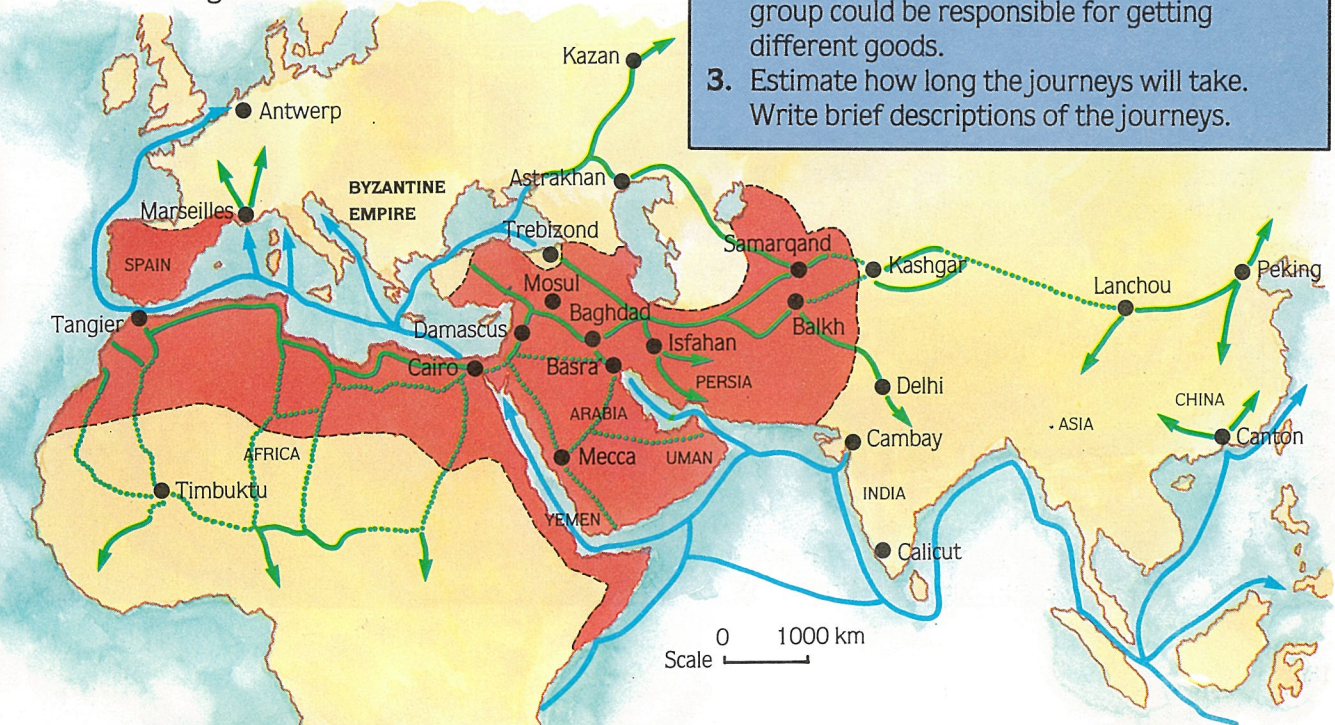 group could be responsible for getting
different goods.
3. Estimate how long the journeys will take.
Write brief descriptions of the journeys.
Kazan
Antwerp
BYZANTINE
EMPIRE
Astrakhan
Marseilles
Trebizond
SPAIN
Samarqand
Kashgar
Peking
Mosul
Lanchou
Tangier
Damascus
Baghdad
Balkh
Isfahan
Cairo
Basra
PERSIA
Delhi
ARABIA
CHINA
ASIA
Cambay
Canton
AFRICA
Mecca
UMAN
Timbuktu
INDIA
YEMEN
Calicut
0 1000 km
Scale